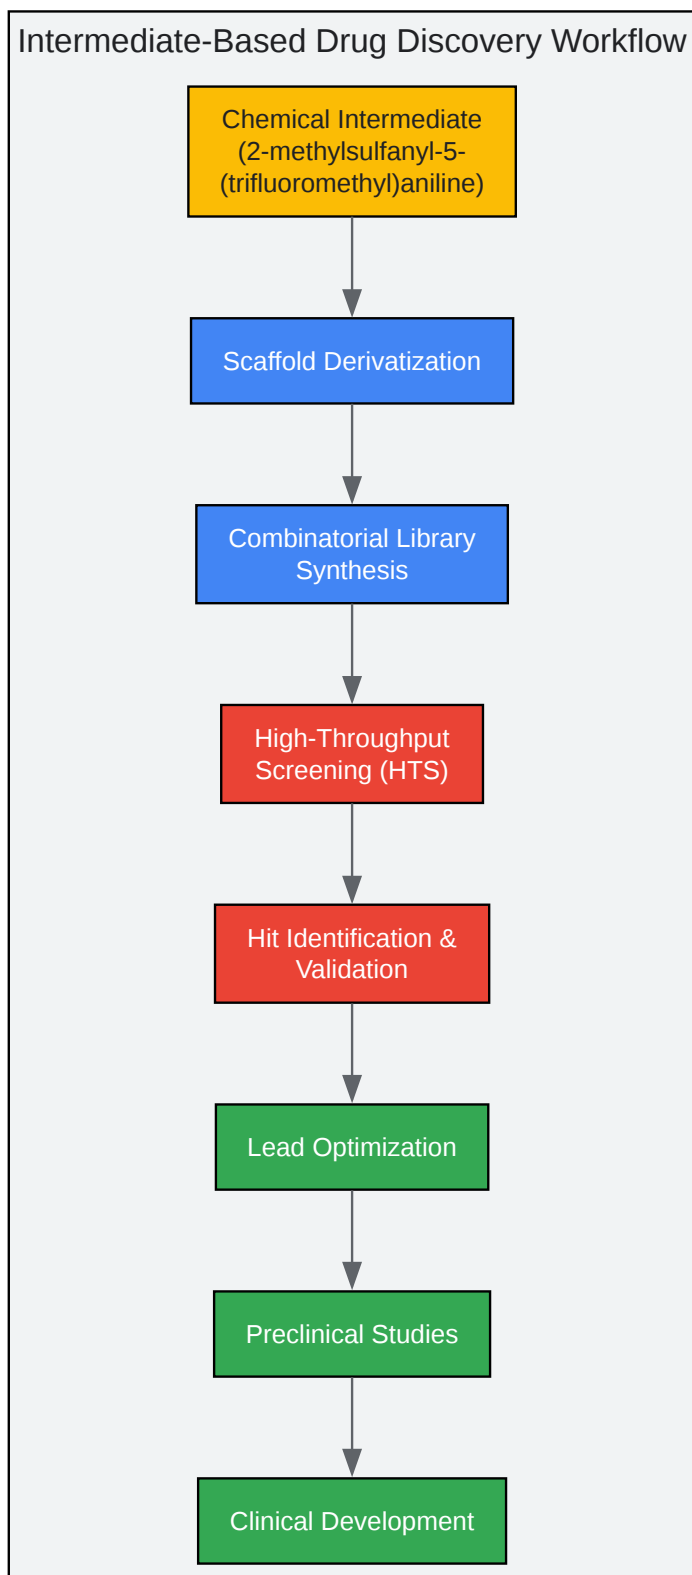 Intermediate-Based Drug Discovery Workflow
Chemical Intermediate
(2-methylsulfanyl-5-
(trifluoromethyl)aniline)
Scaffold Derivatization
Combinatorial Library
Synthesis
High-Throughput
Screening (HTS)
Hit Identification &
Validation
Lead Optimization
Preclinical Studies
Clinical Development